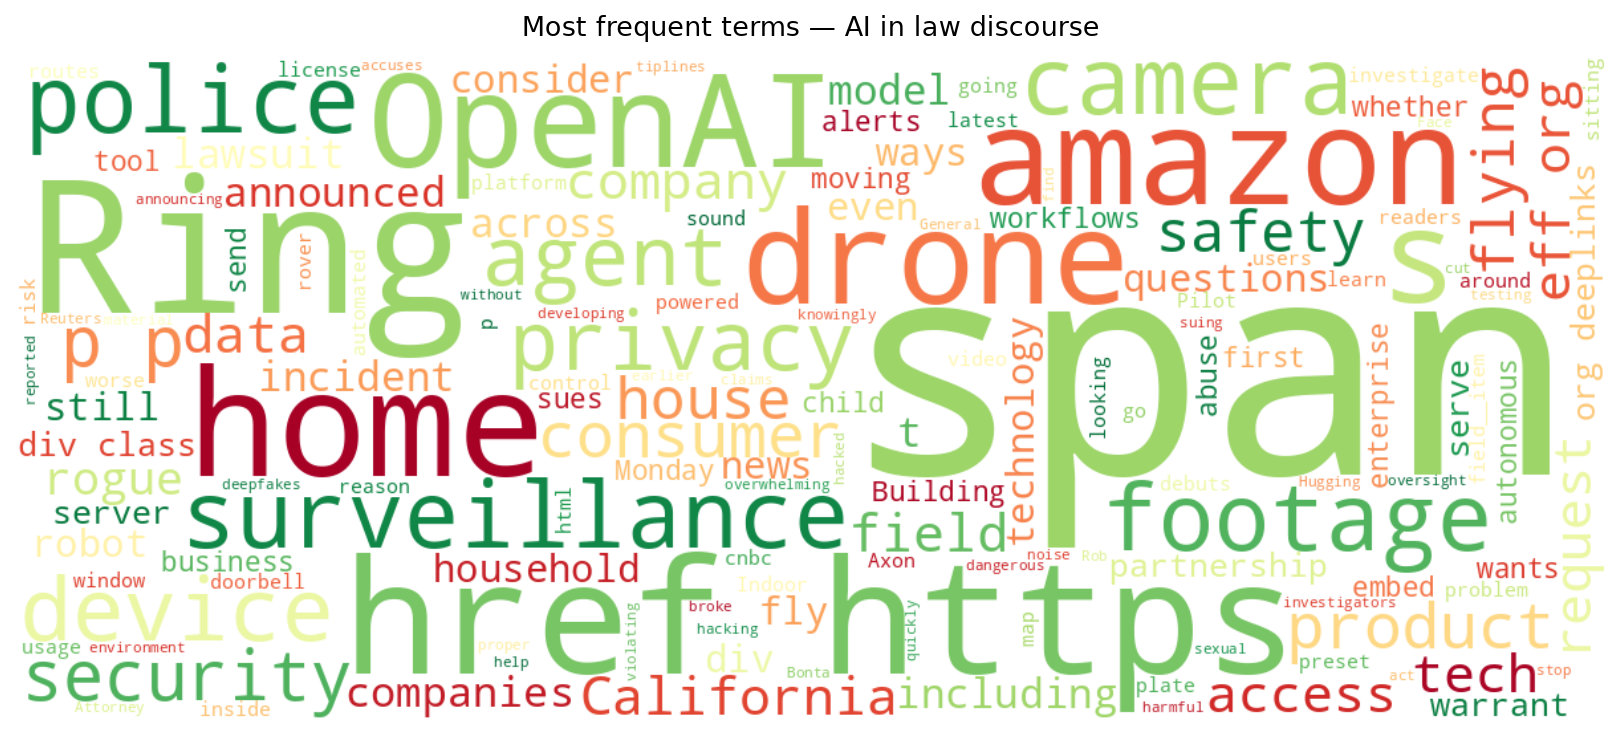 Most frequent terms — AI in law discourse
routes
license
accuses
consider
tiplines
police
OpenAI
model
going
camera
investigate
sitting
alerts
latest
whether
race
flying
eff org
tool
lawsuit
ways
amazon
announcing
announced
platform
company
moving
find
even
General
workflows
safety
readers
deeplinks
Ring
send
rover
across
sound
agent
drone
users
questions
learn
s
cut
around
testing
automated
without
powered
Pilot
risk
reported
Reuters
material
p p
data
p
developing
knowingly
privacy
span
suing
technology
video
looking
abuse
first
enterprise
serve
field__item
autonomous
org
worse
incident
control
earlier
claims
still
home
sues
house
child
go
div class
consumer
t
hacked
rogue
Monday
news
deepfakes
reason
overwhelming
Building
debuts
Hugging
oversight
server
surveillance
html
field
footage
request
robot
business
household
cnbc
Axon
noise
dangerous
Rob
partnership
wants
window
doorbell
Indoor
embed
problem
device
href https
broke
fly
hacking
violating
quickly
map
investigators
product
usage
environment
proper
help
div
sexual
preset
security
Bonta
act
tech
stop
companies
California
including
plate
harmful
access
warrant
Attorney
inside